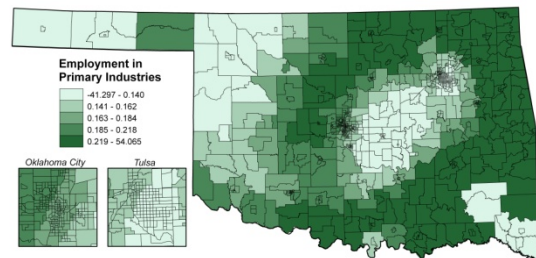 Employment in
Primary Industries
-41.297 - 0.140
0.141 - 0.162
0.163 - 0.184
0.185 - 0.218
0.219 - 54.065
Oklahoma City
Tulsa